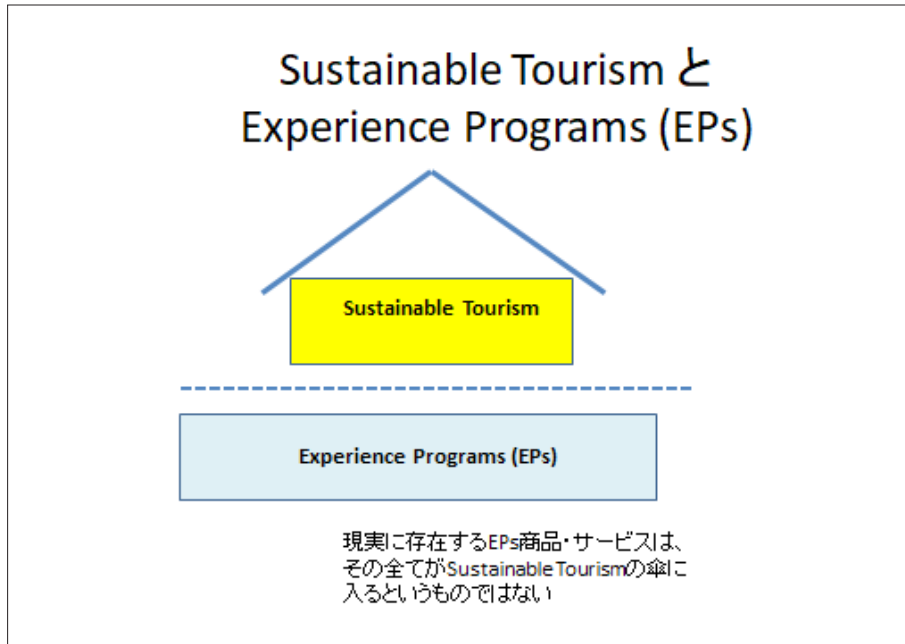 Sustainable Tourism と
Experience Programs (EPs)
Sustainable Tourism
Experience Programs (EPs)
現実に存在するEPs商品・サービスは、
その全てがSustainable Tourismの傘に
入るというものではない